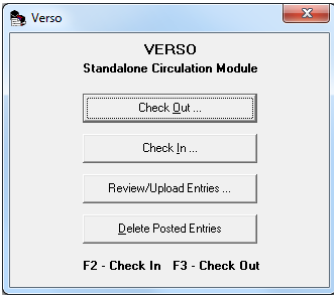 Verso
VERSO
Standalone Circulation Module
Check Out ...
Check In ...
Review/Upload Entries ...
Delete Posted Entries
F2 - Check In F3 - Check Out